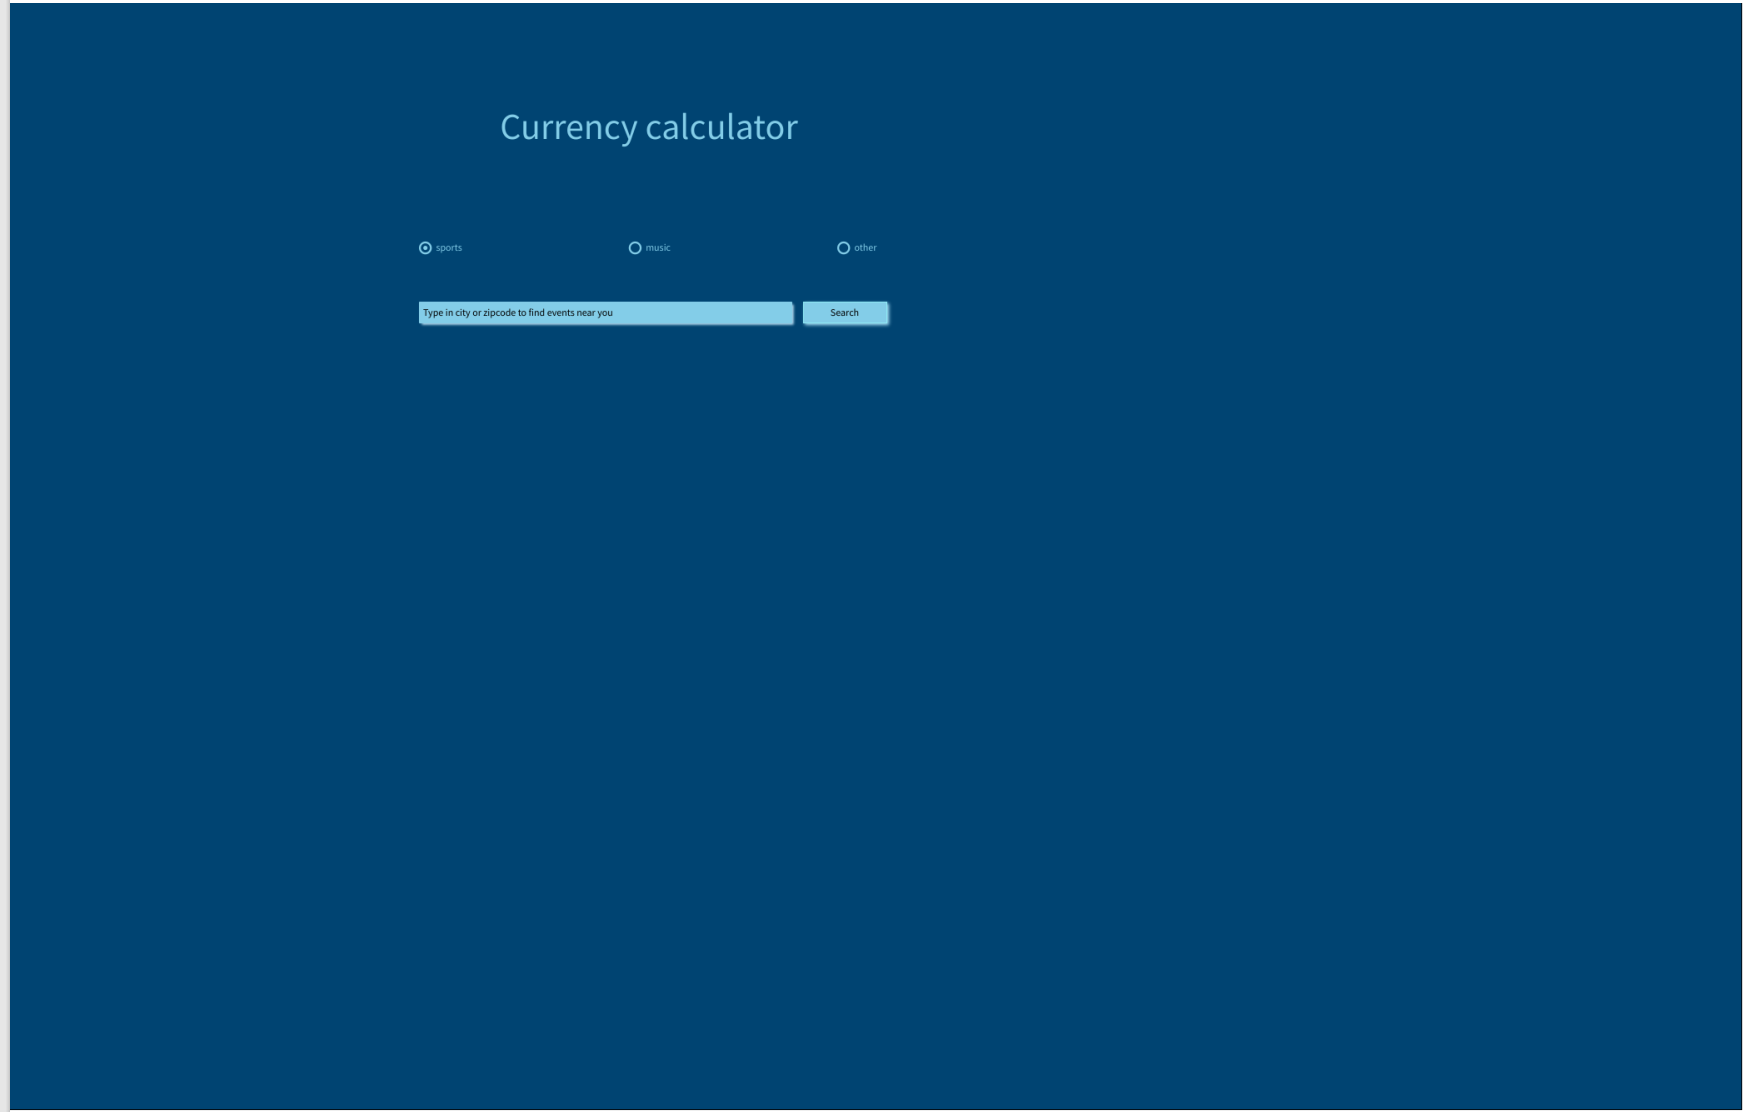 Currency calculator
sports music other
Type in city or zipcode to find events near you Search